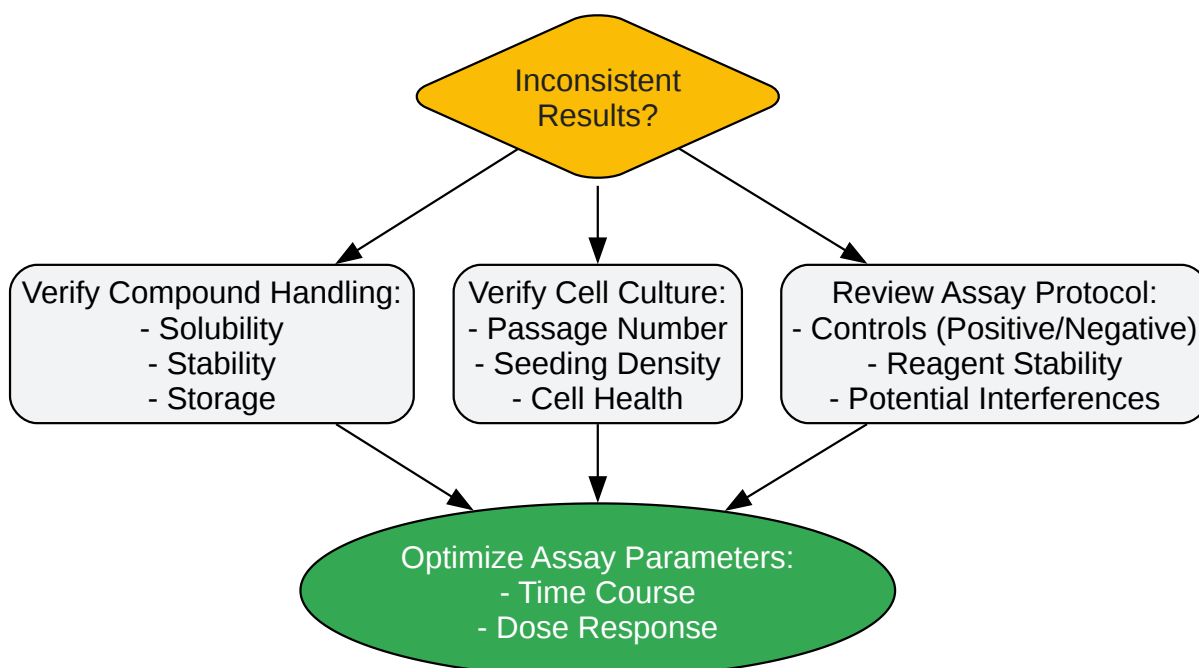 Inconsistent
Results?
Verify Compound Handling:
- Solubility
- Stability
- Storage
Verify Cell Culture:
- Passage Number
- Seeding Density
- Cell Health
Review Assay Protocol:
- Controls (Positive/Negative)
- Reagent Stability
- Potential Interferences
Optimize Assay Parameters:
- Time Course
- Dose Response